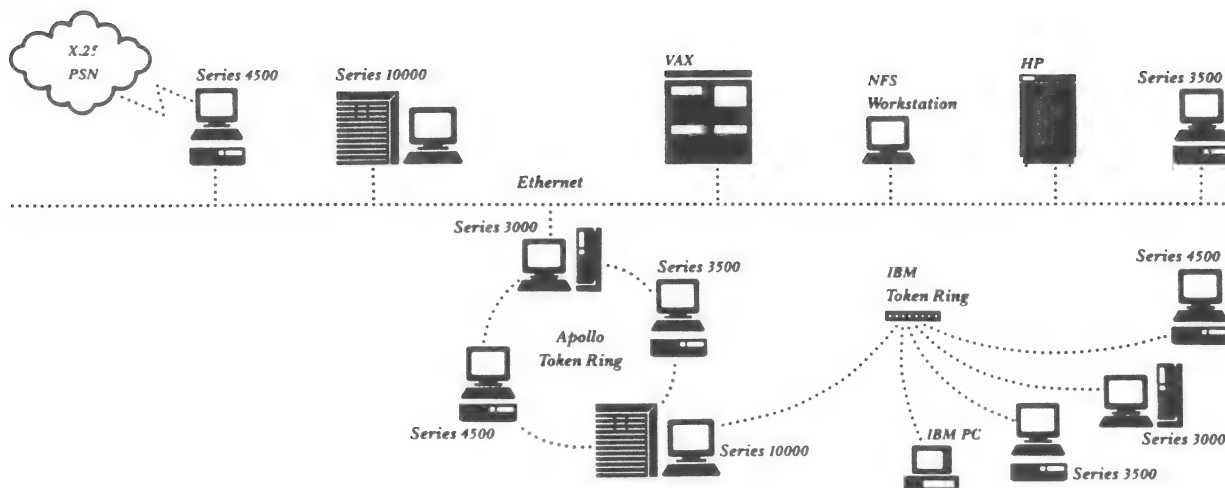 X.25
PSN
Series 4500
Series 10000
VAX
NFS
Workstation
HP
Series 3500
Ethernet
Series 3000
Series 3500
Apollo
Token Ring
Series 4500
Series 10000
IBM
Token Ring
Series 4500
Series 3000
IBM PC
Series 3500